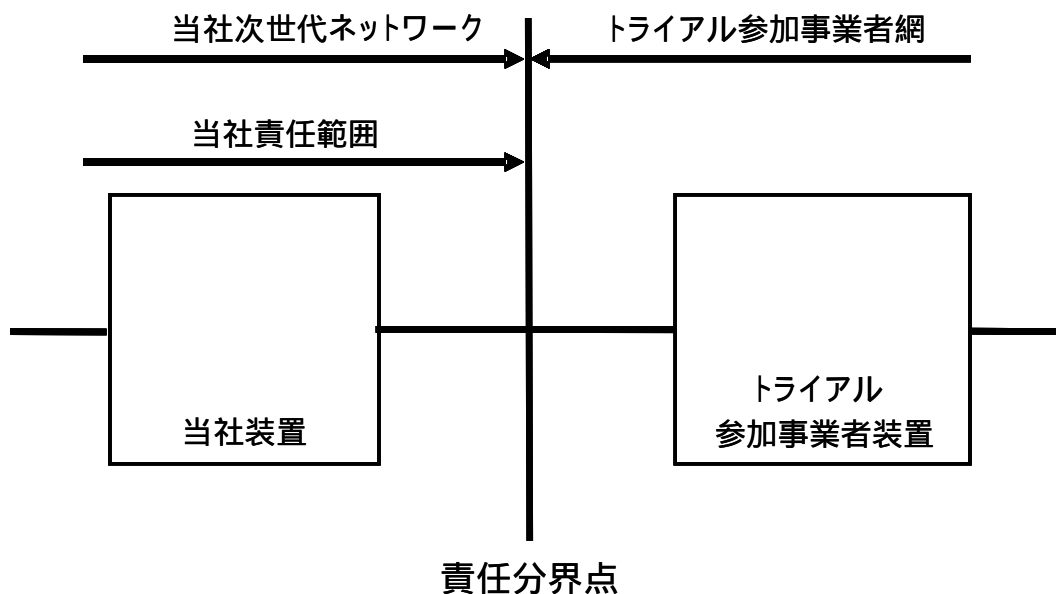 当社次世代ネットワーク
トライアル参加事業者網
当社責任範囲
当社装置
トライアル
参加事業者装置
責任分界点